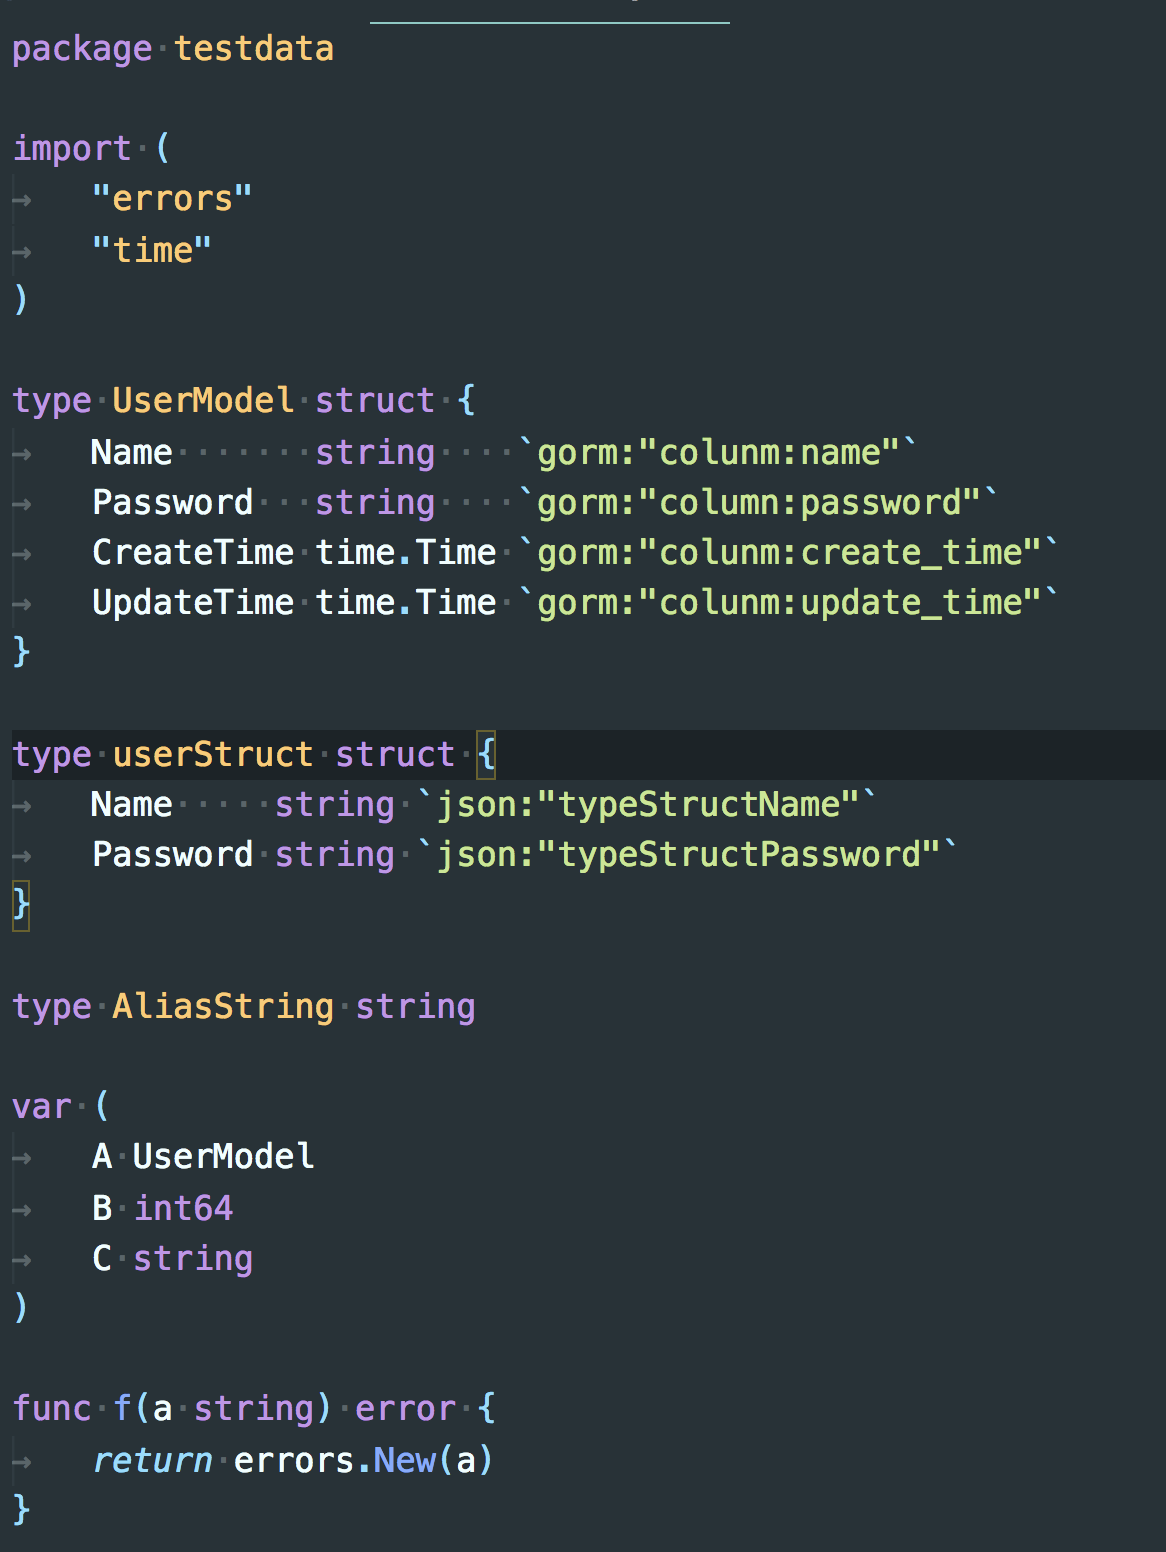 package testdata
import (
"errors"
"time"
)
type UserModel struct {
Name string `gorm:"colunm:name"`
Password string `gorm:"column:password"`
CreateTime time.Time `gorm:"colunm:create_time"`
UpdateTime time.Time `gorm:"colunm:update_time"`
}
type userStruct struct {
Name string `json:"typeStructName"`
Password string `json:"typeStructPassword"`
}
type AliasString string
var (
A UserModel
B int64
C string
)
func f(a string) error {
return errors.New(a)
}